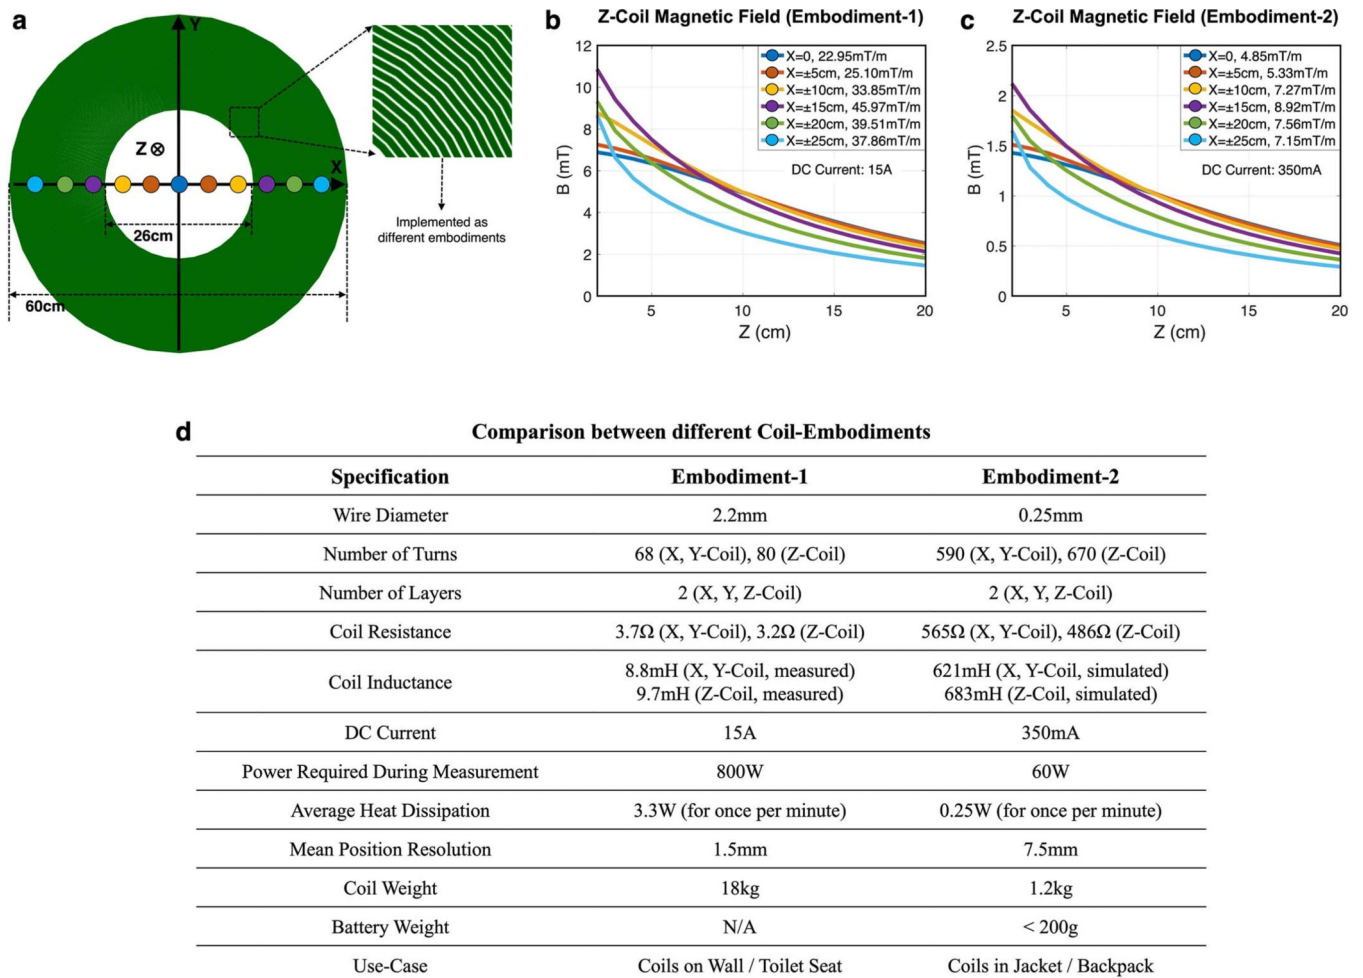 a
Y
Z ⊗
X
26cm
60cm
Implemented as
different embodiments
b
Z-Coil Magnetic Field (Embodiment-1)
B (mT)
12
10
8
6
4
2
0
5
10
15
20
Z (cm)
X=0, 22.95mT/m
X=±5cm, 25.10mT/m
X=±10cm, 33.85mT/m
X=±15cm, 45.97mT/m
X=±20cm, 39.51mT/m
X=±25cm, 37.86mT/m
DC Current: 15A
c
Z-Coil Magnetic Field (Embodiment-2)
B (mT)
2.5
2
1.5
1
0.5
0
5
10
15
20
Z (cm)
X=0, 4.85mT/m
X=±5cm, 5.33mT/m
X=±10cm, 7.27mT/m
X=±15cm, 8.92mT/m
X=±20cm, 7.56mT/m
X=±25cm, 7.15mT/m
DC Current: 350mA
d
Comparison between different Coil-Embodiments
Specification Embodiment-1 Embodiment-2
Wire Diameter 2.2mm 0.25mm
Number of Turns 68 (X, Y-Coil), 80 (Z-Coil) 590 (X, Y-Coil), 670 (Z-Coil)
Number of Layers 2 (X, Y, Z-Coil) 2 (X, Y, Z-Coil)
Coil Resistance 3.7Ω (X, Y-Coil), 3.2Ω (Z-Coil) 565Ω (X, Y-Coil), 486Ω (Z-Coil)
Coil Inductance 8.8mH (X, Y-Coil, measured) 621mH (X, Y-Coil, simulated)
9.7mH (Z-Coil, measured) 683mH (Z-Coil, simulated)
DC Current 15A 350mA
Power Required During Measurement 800W 60W
Average Heat Dissipation 3.3W (for once per minute) 0.25W (for once per minute)
Mean Position Resolution 1.5mm 7.5mm
Coil Weight 18kg 1.2kg
Battery Weight N/A < 200g
Use-Case Coils on Wall / Toilet Seat Coils in Jacket / Backpack